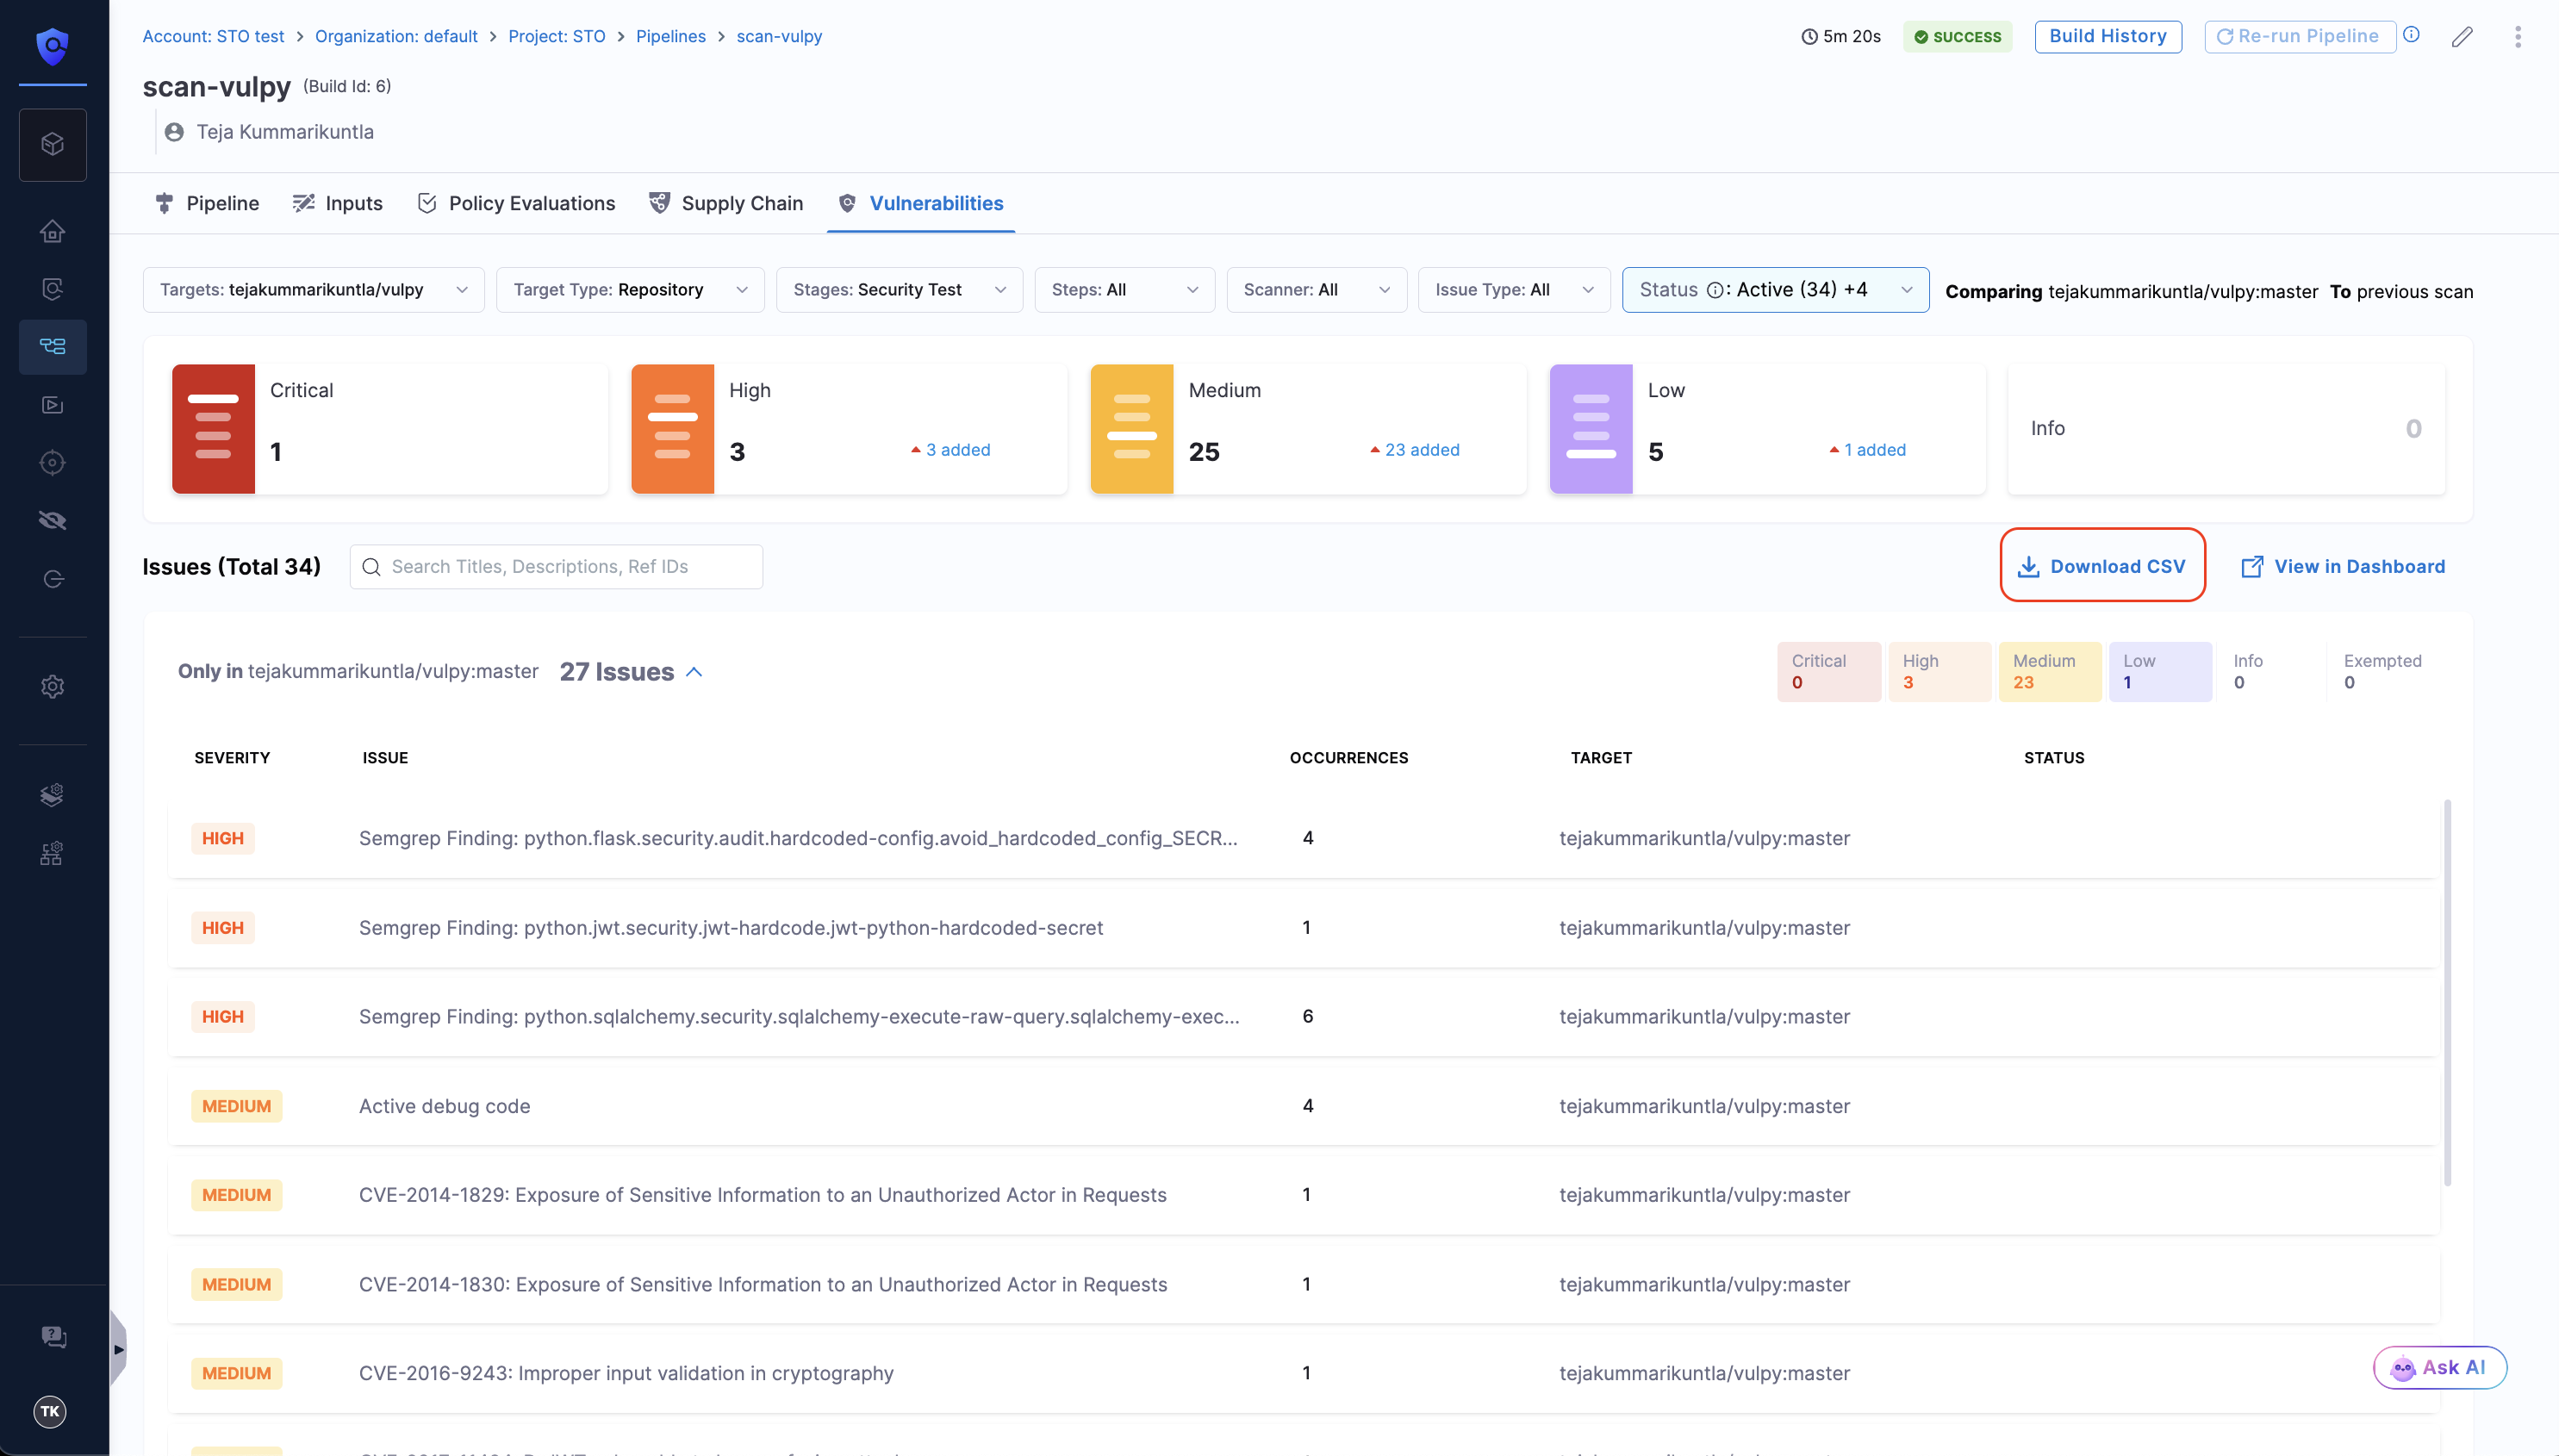 Account: STO test > Organization: default > Project: STO > Pipelines > scan-vulpy
5m 20s SUCCESS Build History Re-run Pipeline
scan-vulpy (Build Id: 6)
Teja Kummarikuntla
Pipeline Inputs Policy Evaluations Supply Chain Vulnerabilities
Targets: tejakummarikuntla/vulpy Target Type: Repository Stages: Security Test Steps: All Scanner: All Issue Type: All Status : Active (34) +4 Comparing tejakummarikuntla/vulpy:master To previous scan
Critical
1
High
3 3 added
Medium
25 23 added
Low
5 1 added
Info 0
Issues (Total 34) Search Titles, Descriptions, Ref IDs Download CSV View in Dashboard
Only in tejakummarikuntla/vulpy:master 27 Issues
Critical High Medium Low Info Exempted
0 3 23 1 0 0
SEVERITY ISSUE OCCURRENCES TARGET STATUS
HIGH Semgrep Finding: python.flask.security.audit.hardcoded-config.avoid_hardcoded_config_SECR... 4 tejakummarikuntla/vulpy:master
HIGH Semgrep Finding: python.jwt.security.jwt-hardcode.jwt-python-hardcoded-secret 1 tejakummarikuntla/vulpy:master
HIGH Semgrep Finding: python.sqlalchemy.security.sqlalchemy-execute-raw-query.sqlalchemy-exec... 6 tejakummarikuntla/vulpy:master
MEDIUM Active debug code 4 tejakummarikuntla/vulpy:master
MEDIUM CVE-2014-1829: Exposure of Sensitive Information to an Unauthorized Actor in Requests 1 tejakummarikuntla/vulpy:master
MEDIUM CVE-2014-1830: Exposure of Sensitive Information to an Unauthorized Actor in Requests 1 tejakummarikuntla/vulpy:master
MEDIUM CVE-2016-9243: Improper input validation in cryptography 1 tejakummarikuntla/vulpy:master
Ask AI
TK